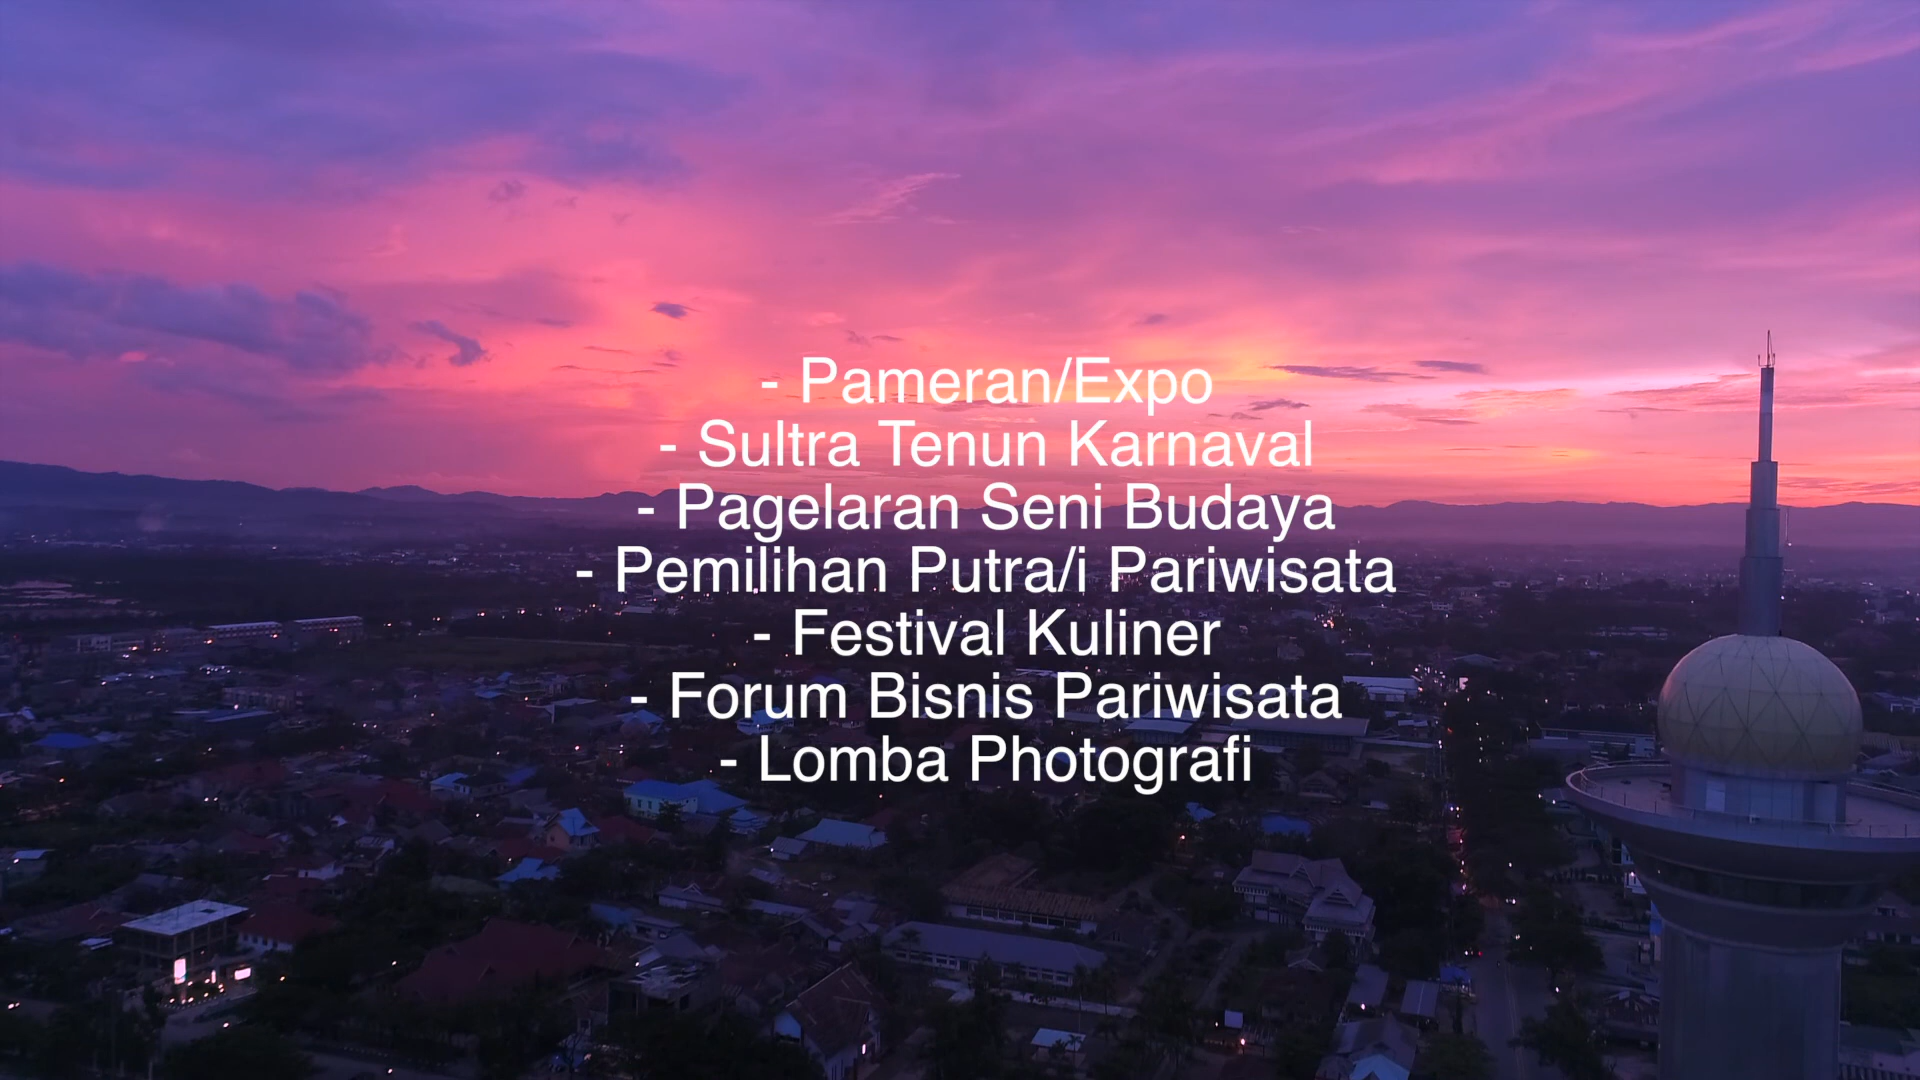 - Pameran/Expo
- Sultra Tenun Karnaval
- Pagelaran Seni Budaya
- Pemilihan Putra/i Pariwisata
- Festival Kuliner
- Forum Bisnis Pariwisata
- Lomba Photografi